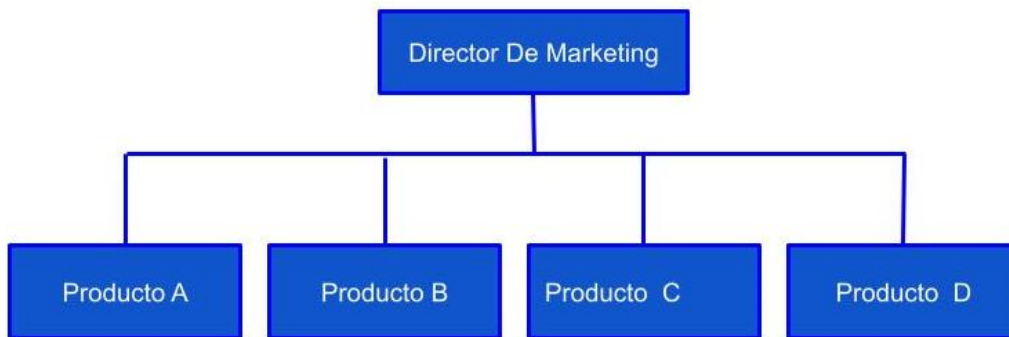 Director De Marketing
Producto A
Producto B
Producto C
Producto D